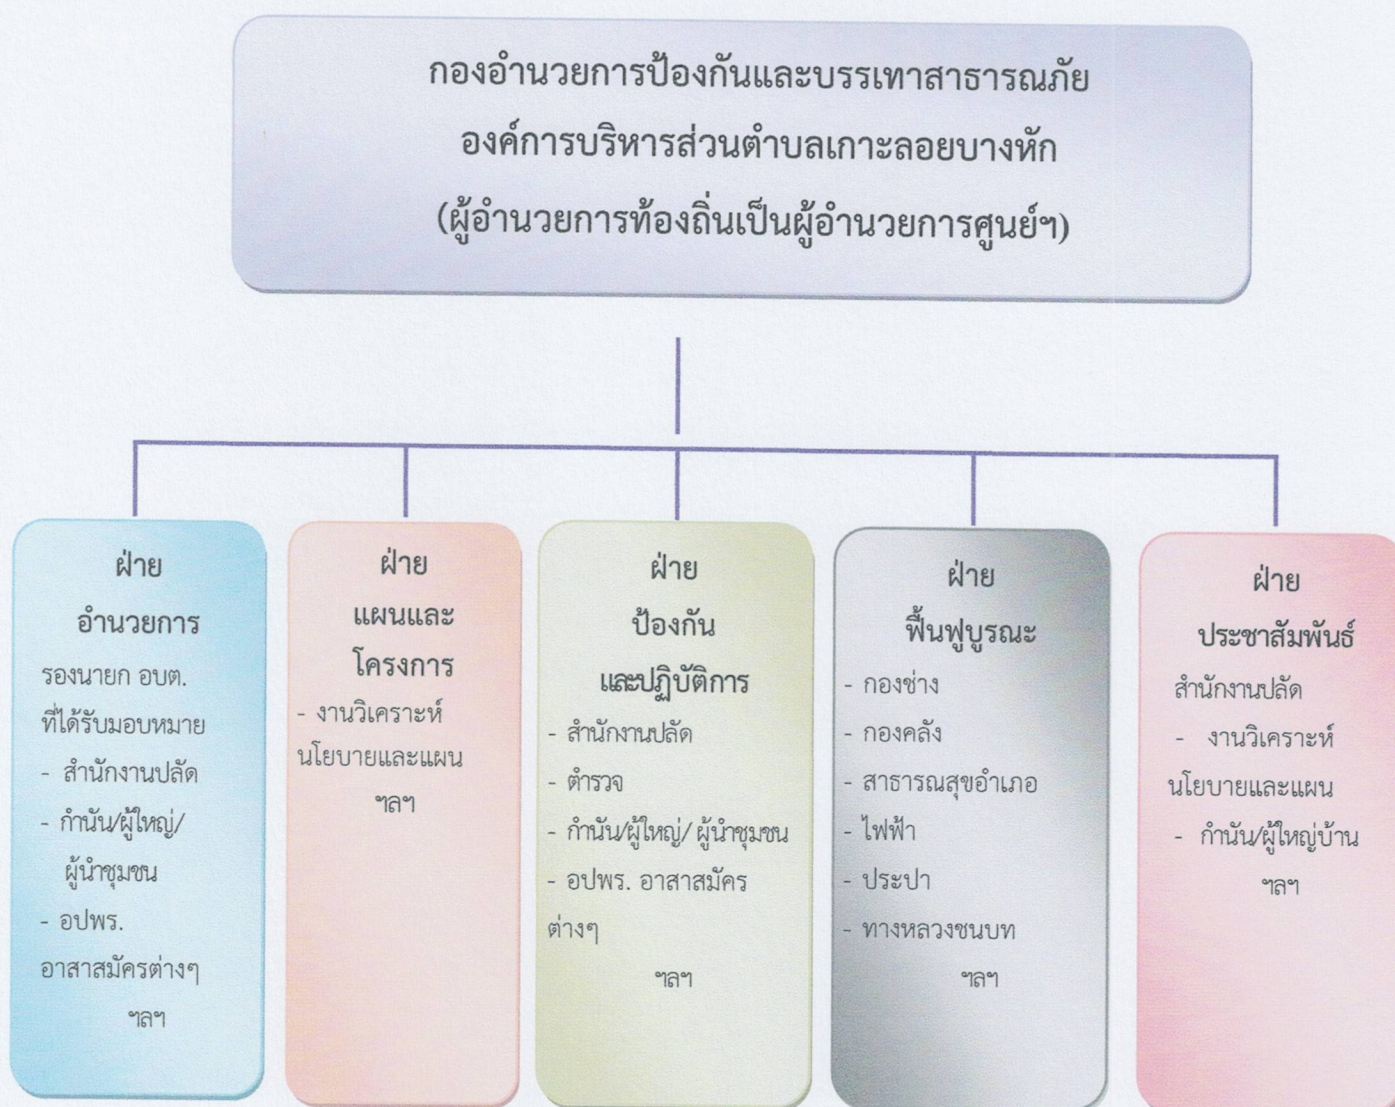 กองอำนวยการป้องกันและบรรเทาสาธารณภัย
องค์การบริหารส่วนตำบลเกาะลอยบางหัก
(ผู้อำนวยการท้องถิ่นเป็นผู้อำนวยการศูนย์ฯ)
ฝ่าย
อำนวยการ
รองนายก อบต.
ที่ได้รับมอบหมาย
- สำนักงานปลัด
- กำนัน/ผู้ใหญ่/
ผู้นำชุมชน
- อปพร.
อาสาสมัครต่างๆ
ฯลฯ
ฝ่าย
แผนและ
โครงการ
- งานวิเคราะห์
นโยบายและแผน
ฯลฯ
ฝ่าย
ป้องกัน
และปฏิบัติการ
- สำนักงานปลัด
- ตำรวจ
- กำนัน/ผู้ใหญ่/ ผู้นำชุมชน
- อปพร. อาสาสมัคร
ต่างๆ
ฯลฯ
ฝ่าย
ฟื้นฟูบูรณะ
- กองช่าง
- กองคลัง
- สาธารณสุขอำเภอ
- ไฟฟ้า
- ประปา
- ทางหลวงชนบท
ฯลฯ
ฝ่าย
ประชาสัมพันธ์
สำนักงานปลัด
- งานวิเคราะห์
นโยบายและแผน
- กำนัน/ผู้ใหญ่บ้าน
ฯลฯ